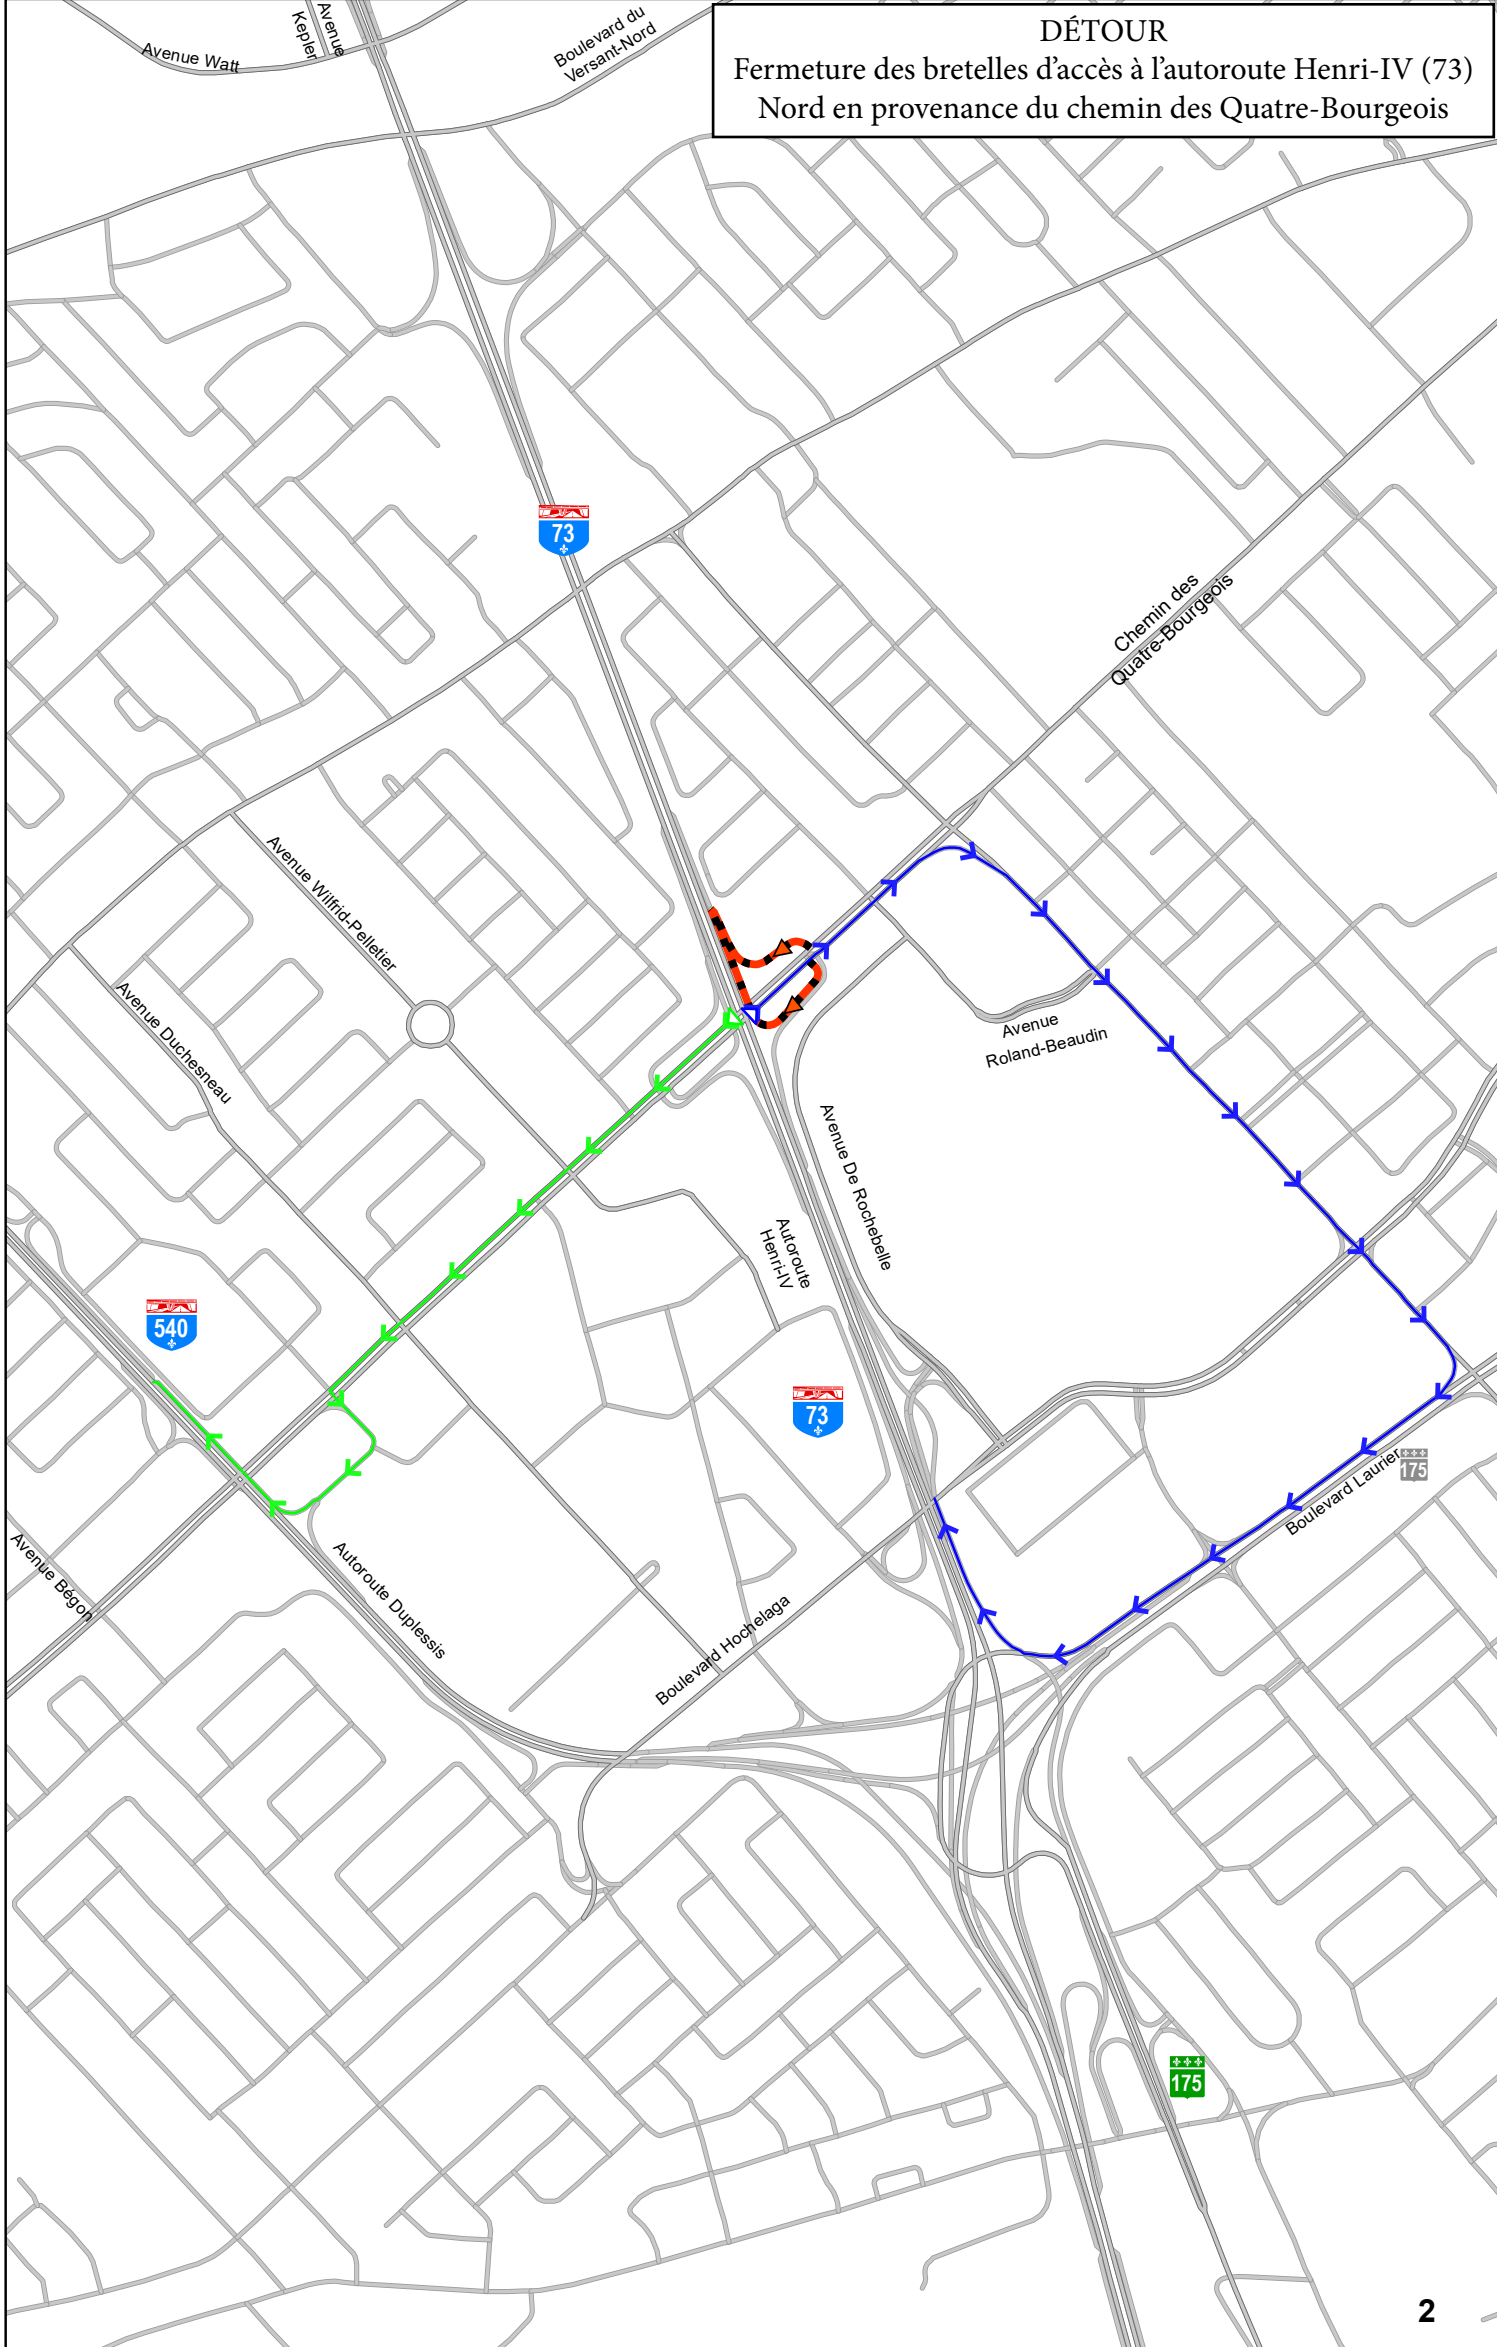 DÉTOUR
Fermeture des bretelles d’accès à l’autoroute Henri-IV (73)
Nord en provenance du chemin des Quatre-Bourgeois
Avenue Watt
Avenue
Kepler
Boulevard du
Versant-Nord
73
Chemin des
Quatre-Bourgeois
Avenue Wilfrid-Pelletier
Avenue Duchesneau
Avenue
Roland-Beaudin
Avenue De Rochebelle
Autoroute
Henri-IV
540
73
175
Boulevard Laurier
Avenue Bégon
Autoroute Duplessis
Boulevard Hochelaga
175
2